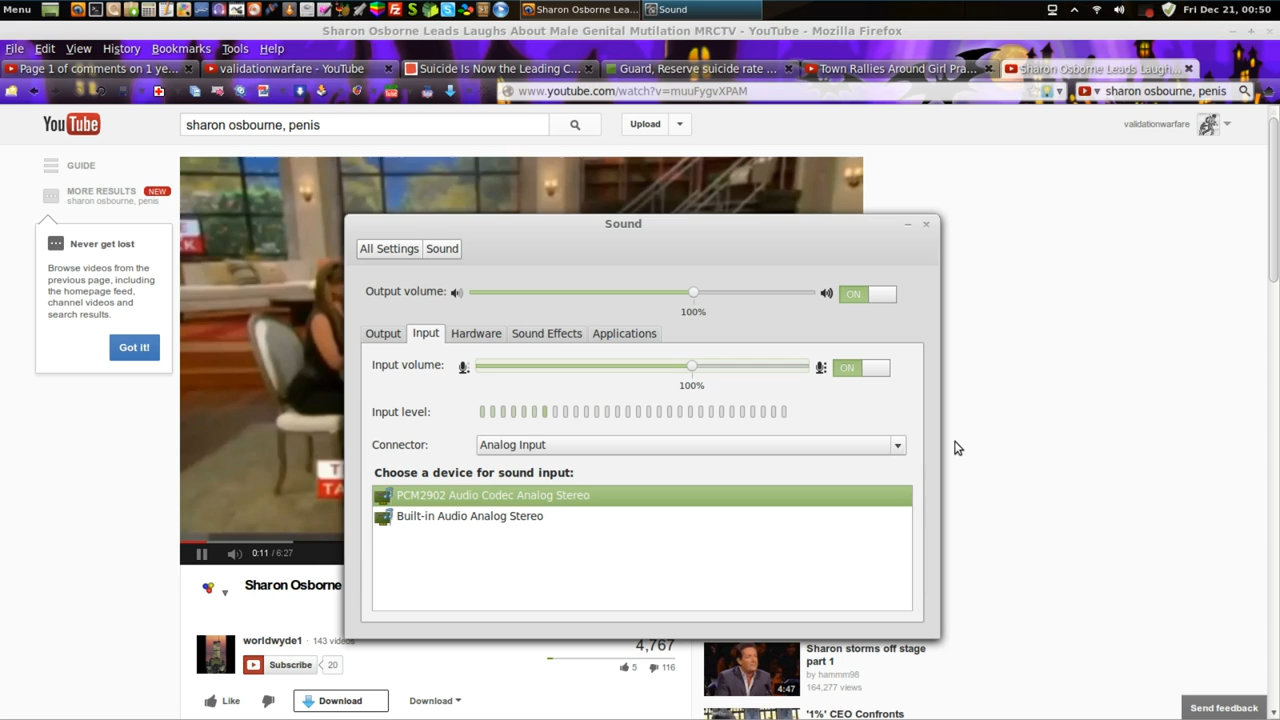 Menu
Sharon Osborne Lea...
Sound
Fri Dec 21, 00:50
Sharon Osborne Leads Laughs About Male Genital Mutilation MRCTV - YouTube - Mozilla Firefox
File Edit View History Bookmarks Tools Help
Page 1 of comments on 1 ye...
validationwarfare - YouTube
Suicide Is Now the Leading C...
Guard, Reserve suicide rate ...
Town Rallies Around Girl Pra...
Sharon Osborne Leads Laugh...
www.youtube.com/watch?v=muuFygvXPAM
sharon osbourne, penis
YouTube
sharon osbourne, penis
Upload
validationwarfare
GUIDE
MORE RESULTS NEW
sharon osbourne, penis
Never get lost
Browse videos from the
previous page, including
the homepage feed,
channel videos and
search results.
Got it!
Sound
All Settings Sound
Output volume:
ON
100%
Output Input Hardware Sound Effects Applications
Input volume:
ON
100%
Input level:
Connector:
Analog Input
Choose a device for sound input:
PCM2902 Audio Codec Analog Stereo
Built-in Audio Analog Stereo
0:11 / 6:27
Sharon Osborne
worldwyde1 · 143 videos
Subscribe 20
4,767
5 116
Like
Download
Download
Sharon storms off stage
part 1
by hammm98
164,277 views
4:47
'1%' CEO Confronts
Send feedback